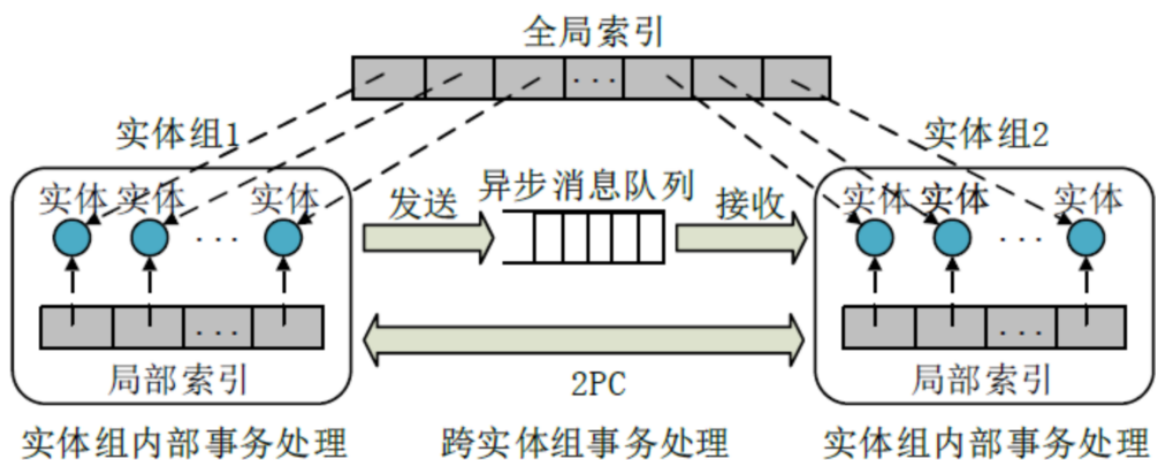 全局索引
...
实体组1
实体组2
实体 实体 实体
发送
异步消息队列
接收
实体 实体 实体
...
...
...
...
局部索引
2PC
局部索引
实体组内部事务处理
跨实体组事务处理
实体组内部事务处理